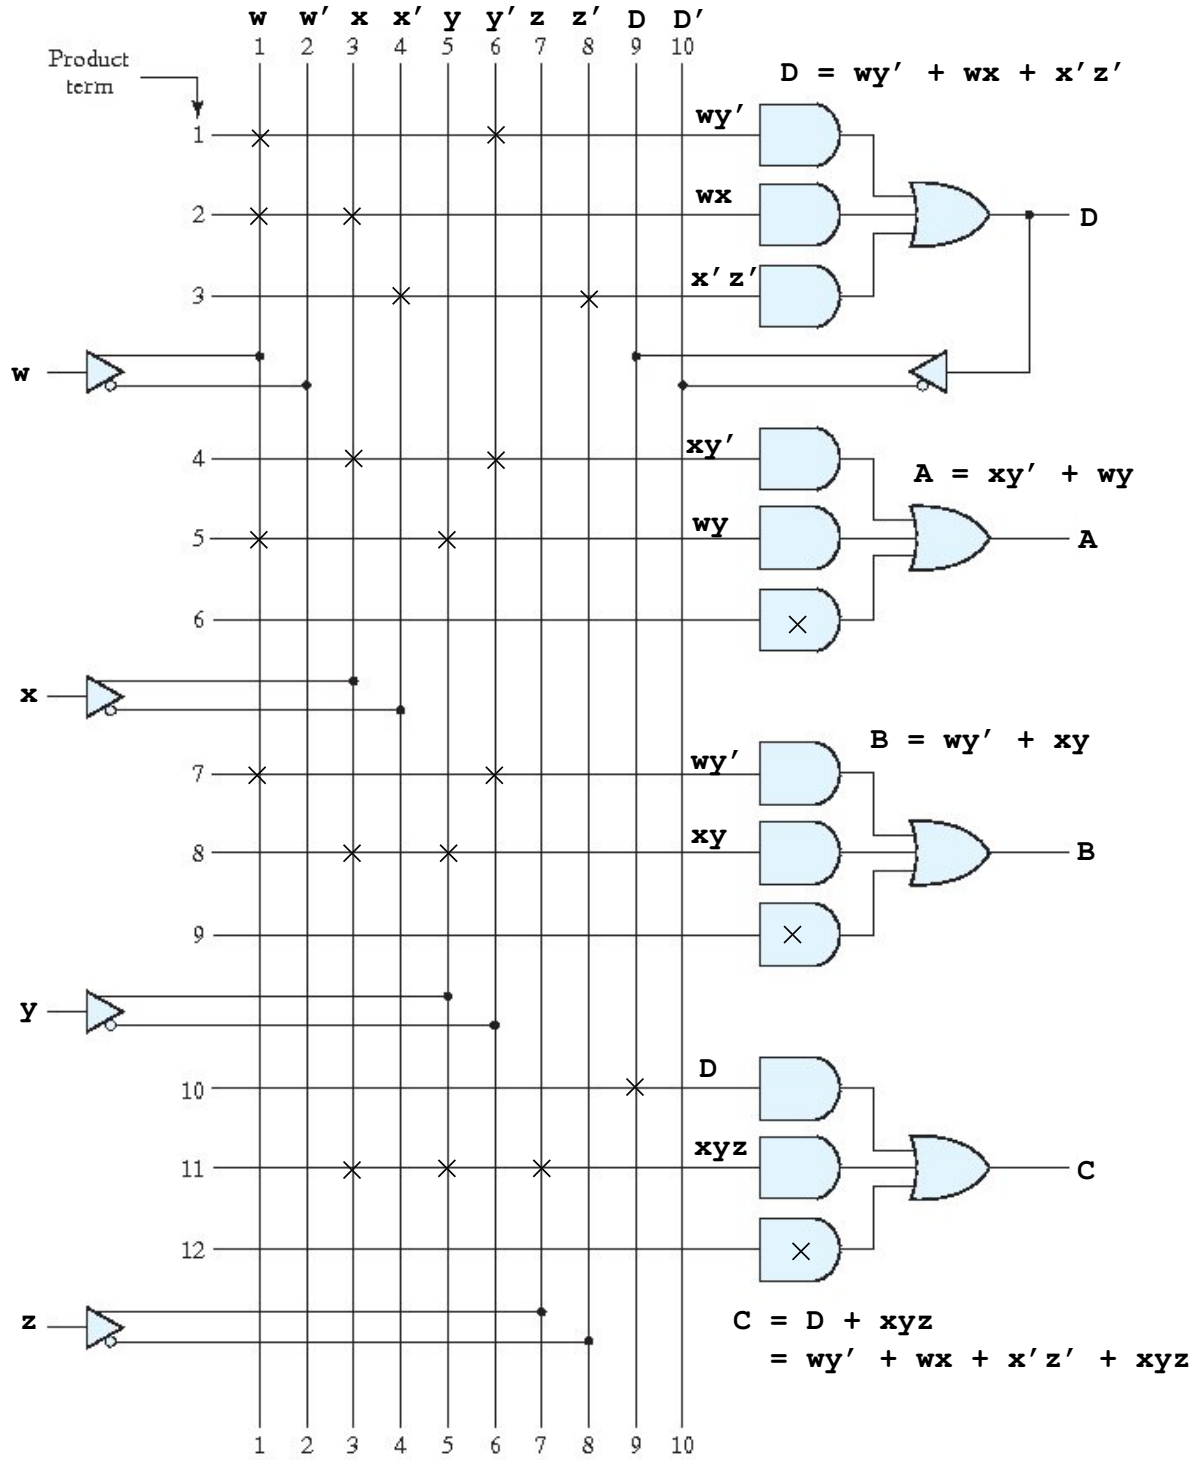 w w′ x x′ y y′ z z′ D D′
1 2 3 4 5 6 7 8 9 10
Product
term
D = wy′ + wx + x′z′
1 wy′
2 wx
D
3 x′z′
w
4 xy′
A = xy′ + wy
5 wy
A
6
x
B = wy′ + xy
7 wy′
8 xy
B
9
y
10 D
11 xyz
C
12
z
C = D + xyz
= wy′ + wx + x′z′ + xyz
1 2 3 4 5 6 7 8 9 10